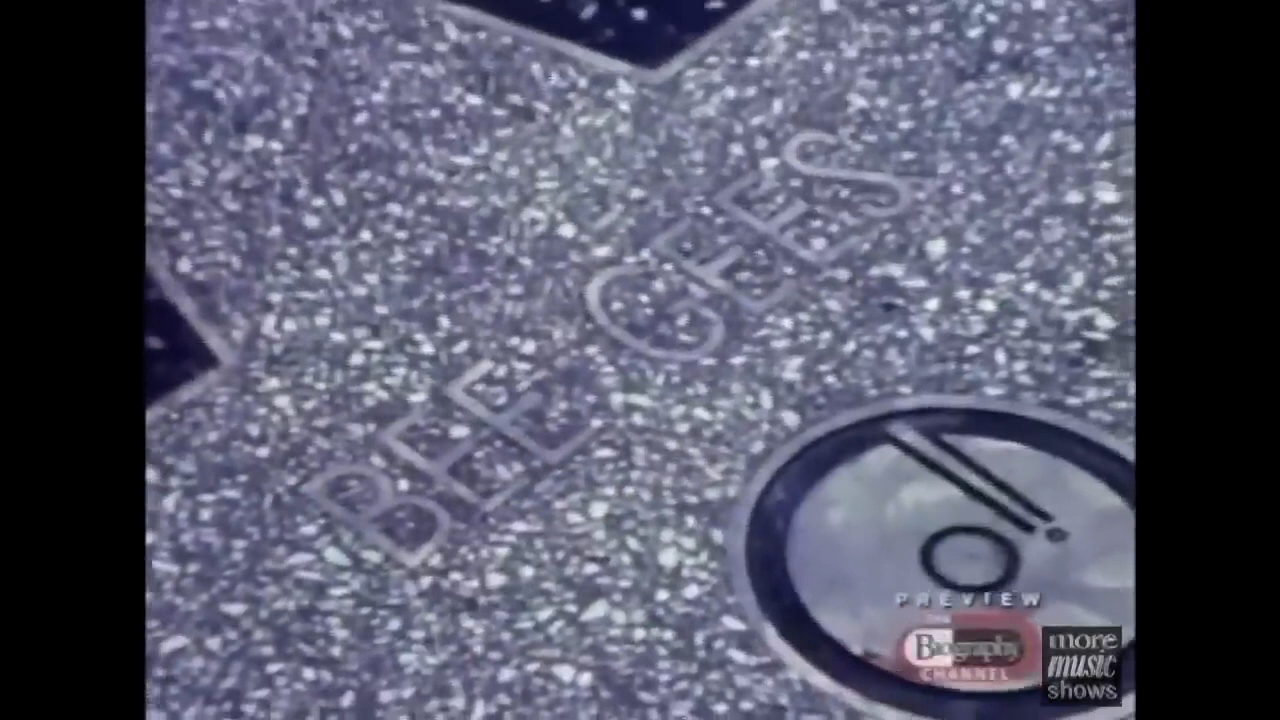 BEE GEES
PREVIEW
Biography
CHANNEL
more
music
shows